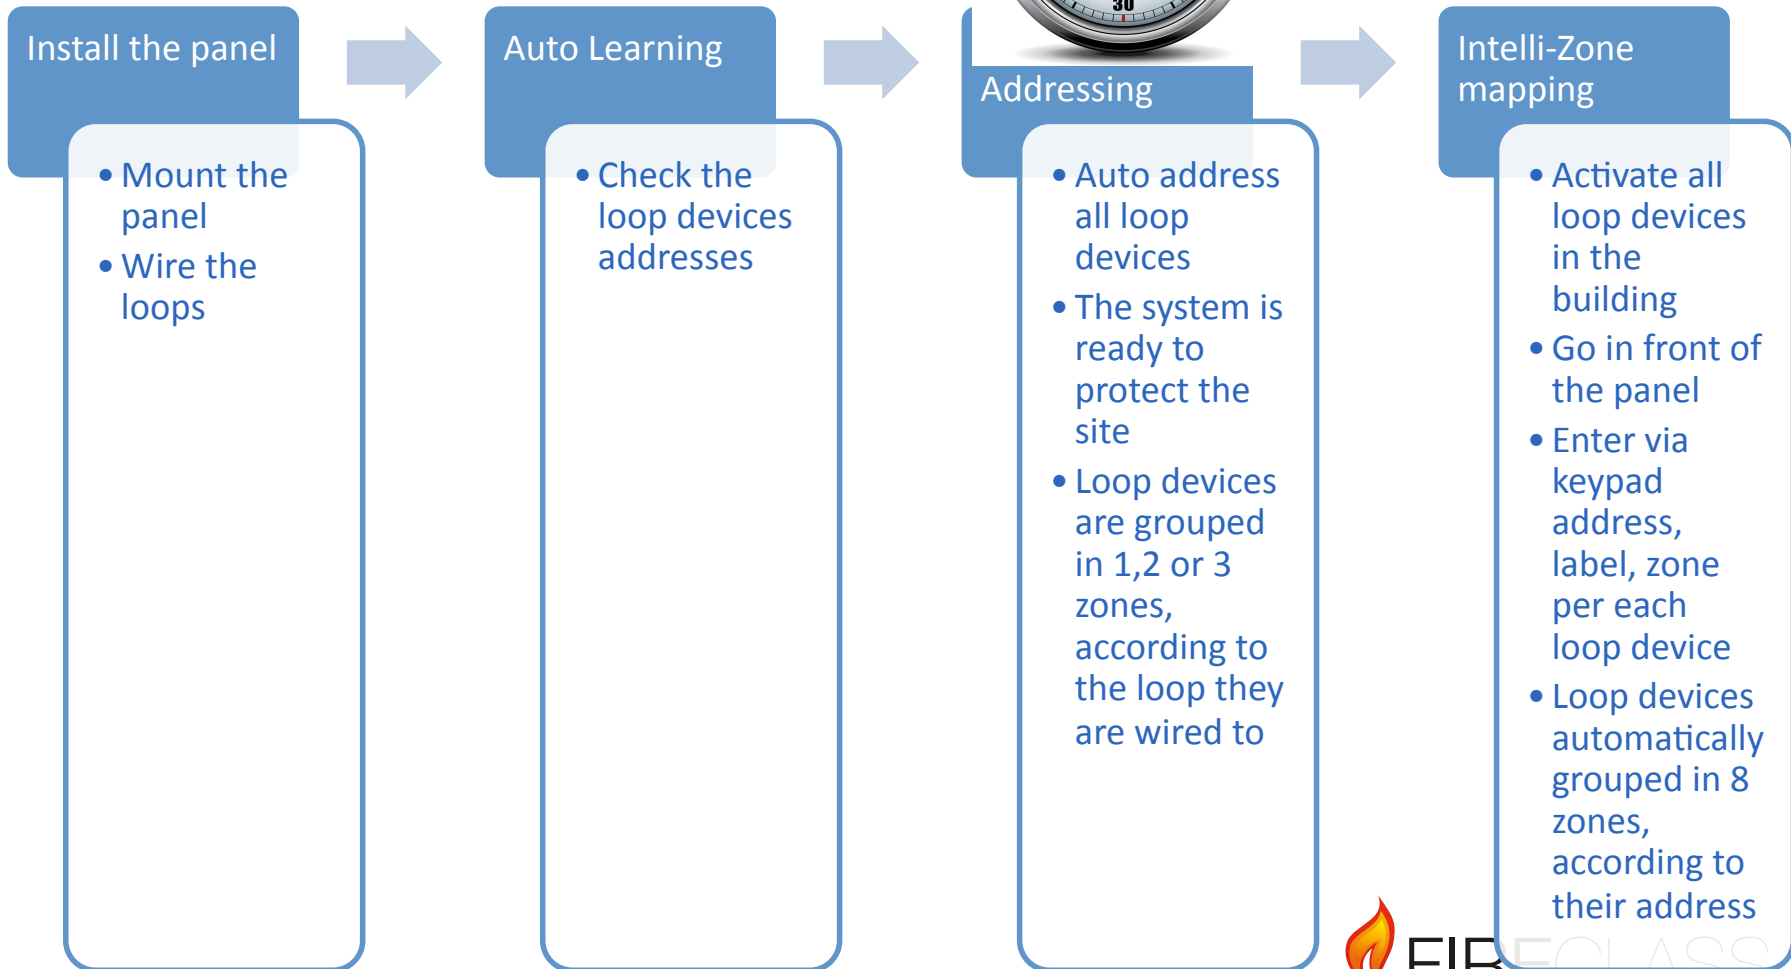 Install the panel
• Mount the
panel
• Wire the
loops
Auto Learning
• Check the
loop devices
addresses
30
Addressing
• Auto address
all loop
devices
• The system is
ready to
protect the
site
• Loop devices
are grouped
in 1,2 or 3
zones,
according to
the loop they
are wired to
Intelli-Zone
mapping
• Activate all
loop devices
in the
building
• Go in front of
the panel
• Enter via
keypad
address,
label, zone
per each
loop device
• Loop devices
automatically
grouped in 8
zones,
according to
their address
FIRECLASS